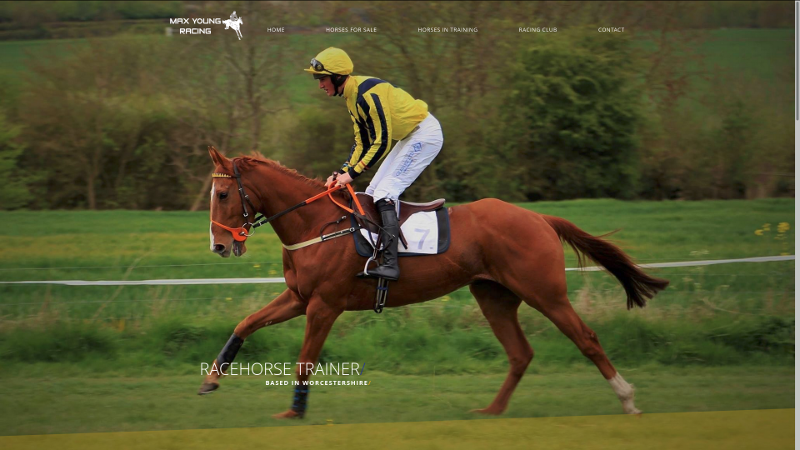 MAX YOUNG
RACING
HOME
HORSES FOR SALE
HORSES IN TRAINING
RACING CLUB
CONTACT
7
RACEHORSE TRAINER
BASED IN WORCESTERSHIRE